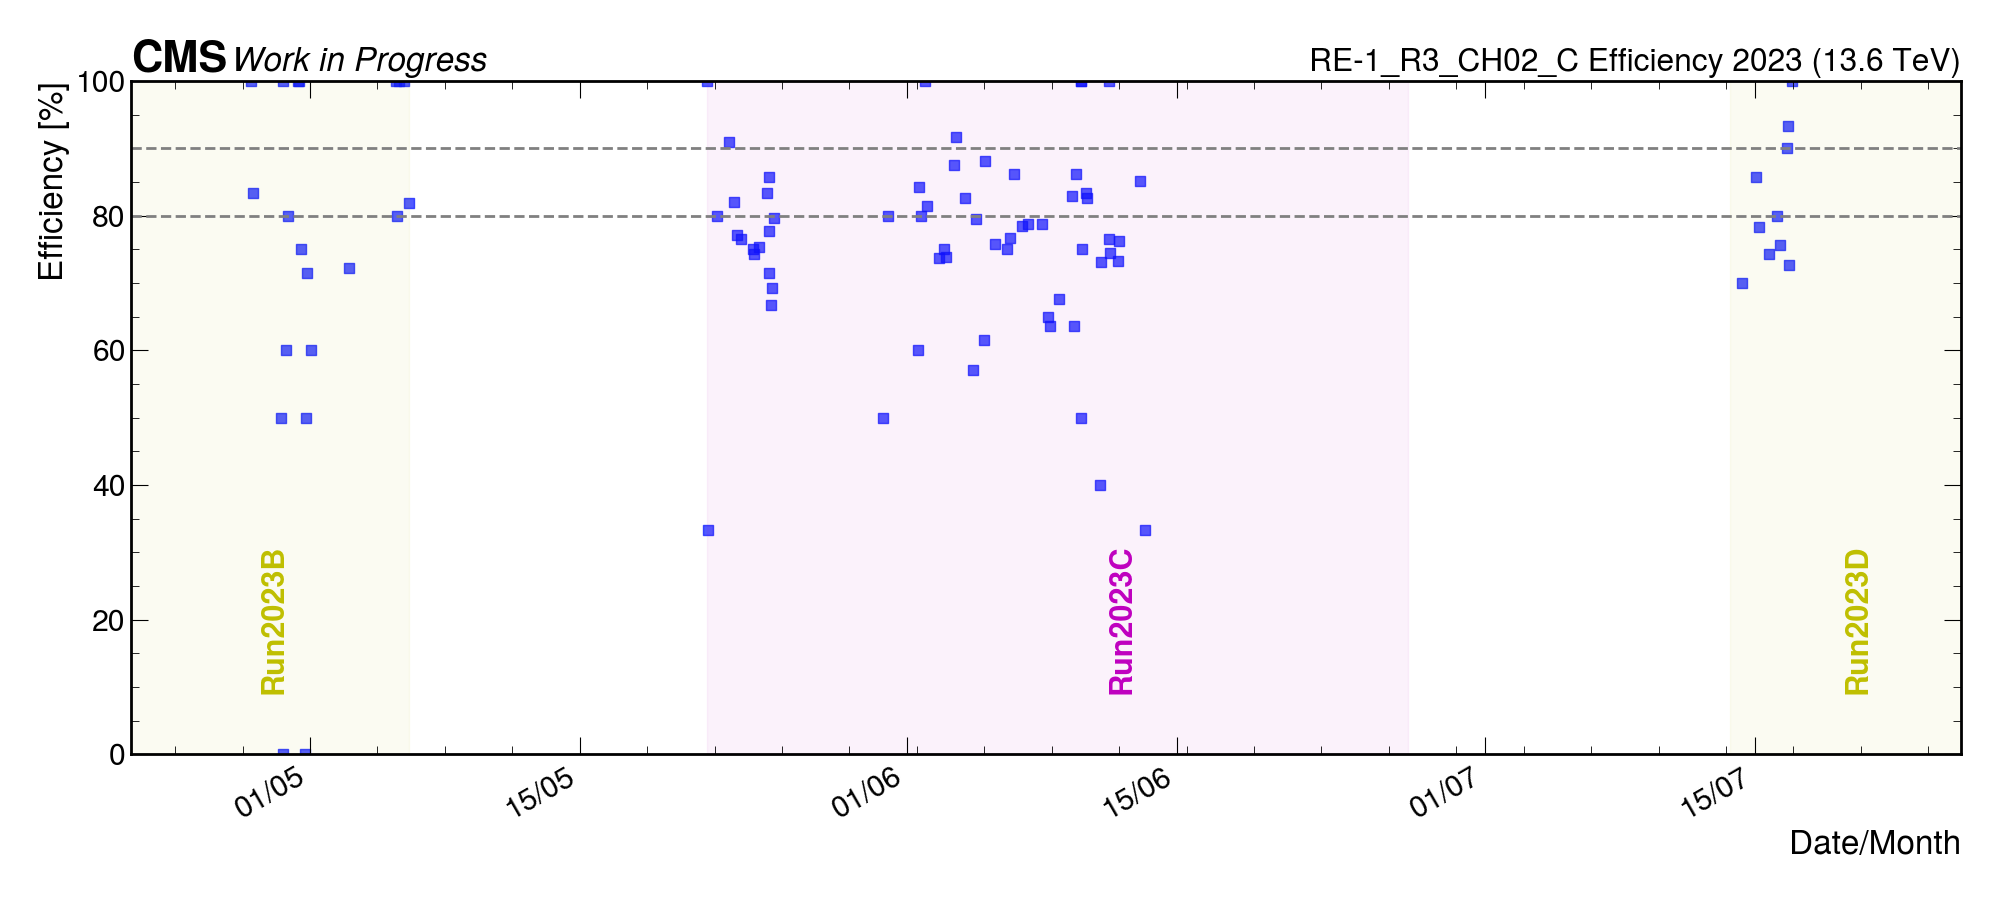 CMS Work in Progress
RE-1_R3_CH02_C Efficiency 2023 (13.6 TeV)
Efficiency [%]
100
80
60
40
20
0
Run2023B
Run2023C
Run2023D
01/05
15/05
01/06
15/06
01/07
15/07
Date/Month